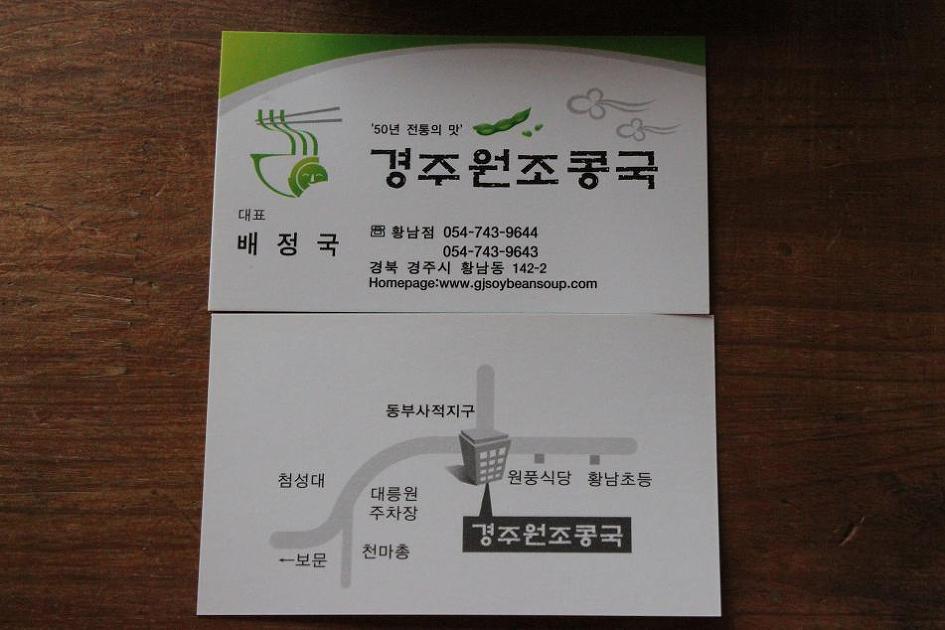 '50년 전통의 맛'
경주원조콩국
대표
배정국
☎ 황남점 054-743-9644
054-743-9643
경북 경주시 황남동 142-2
Homepage:www.gjsoybeansoup.com
동부사적지구
첨성대
대릉원
주차장
원풍식당
황남초등
경주원조콩국
←보문
천마총